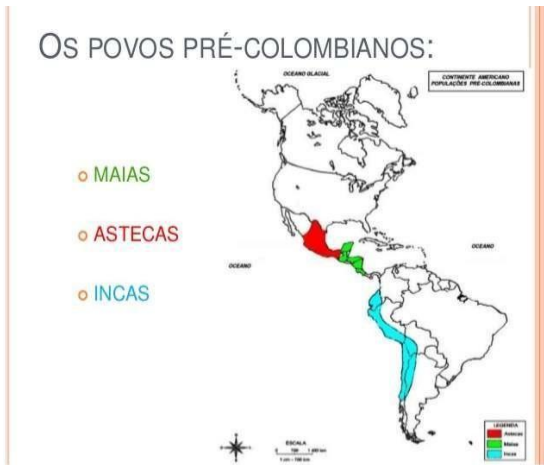 OS POVOS PRÉ-COLOMBIANOS:
OCEANO GLACIAL
CONTINENTE AMERICANO
POPULAÇÕES PRÉ-COLOMBIANAS
MAIAS
ASTECAS
INCAS
OCEANO
OCEANO
ESCALA
LEGENDA
Astecas
Maias
Incas